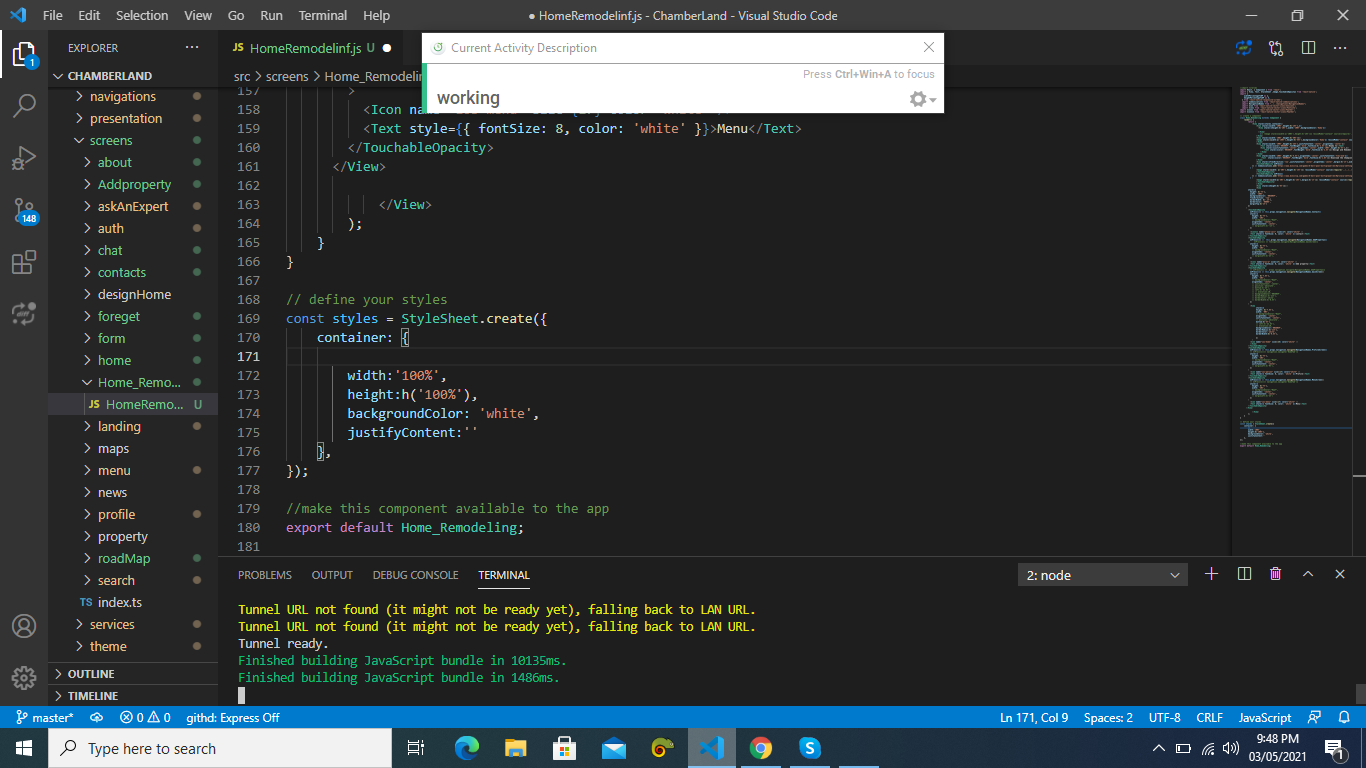 File Edit Selection View Go Run Terminal Help
● HomeRemodelinf.js - ChamberLand - Visual Studio Code
EXPLORER ···
JS HomeRemodelinf.js U ●
CHAMBERLAND
src > screens > Home_Remodelin
Current Activity Description
Press Ctrl+Win+A to focus
working
navigations
presentation
screens
about
Addproperty
askAnExpert
auth
chat
contacts
designHome
foreget
form
home
Home_Remo...
JS HomeRemo... U
landing
maps
menu
news
profile
property
roadMap
search
TS index.ts
services
theme
OUTLINE
TIMELINE
1
148
157 >
158 <Icon name
159 <Text style={{ fontSize: 8, color: 'white' }}>Menu</Text>
160 </TouchableOpacity>
161 </View>
162
163 </View>
164 );
165 }
166 }
167
168 // define your styles
169 const styles = StyleSheet.create({
170 container: {
171
172 width:'100%',
173 height:h('100%'),
174 backgroundColor: 'white',
175 justifyContent:''
176 },
177 });
178
179 //make this component available to the app
180 export default Home_Remodeling;
181
PROBLEMS OUTPUT DEBUG CONSOLE TERMINAL
2: node
Tunnel URL not found (it might not be ready yet), falling back to LAN URL.
Tunnel URL not found (it might not be ready yet), falling back to LAN URL.
Tunnel ready.
Finished building JavaScript bundle in 10135ms.
Finished building JavaScript bundle in 1486ms.
master* 0 0 githd: Express Off
Ln 171, Col 9 Spaces: 2 UTF-8 CRLF JavaScript
Type here to search
9:48 PM
03/05/2021
1